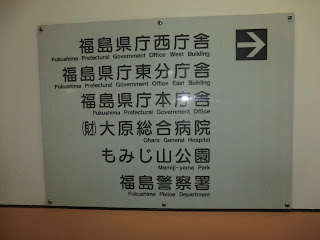 福島県庁西庁舎
Fukushima Prefectural Government Office West Building
福島県庁東分庁舎
Fukushima Prefectural Government Office East Building
福島県庁本庁舎
Fukushima Prefectural Government Office
㈶大原総合病院
Ohara General Hospital
もみじ山公園
Momiji-yama Park
福島警察署
Fukushima Police Department